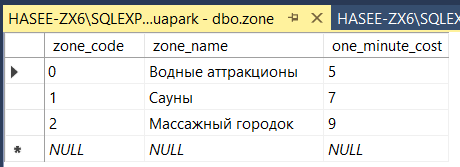 HASEE-ZX6\SQLEXP...uapark - dbo.zone HASEE-ZX6\SQLEX
zone_code zone_name one_minute_cost
0 Водные аттракционы 5
1 Сауны 7
2 Массажный городок 9
* NULL NULL NULL